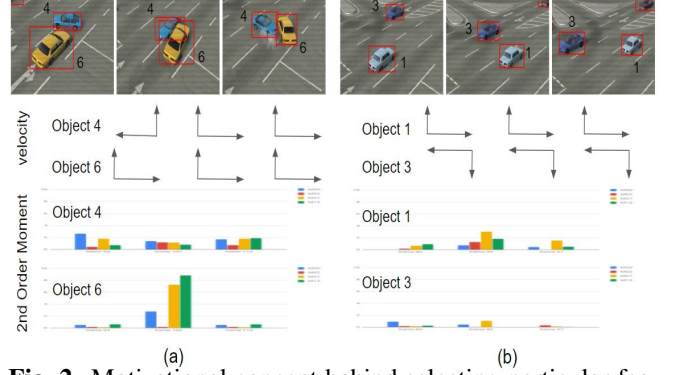 4
6
4
6
4
6
3
1
3
1
3
1
velocity
Object 4
Object 6
Object 1
Object 3
2nd Order Moment
Object 4
Object 6
Object 1
Object 3
(a)
(b)
Fig. 2. Motivational concept behind selecting particular fea-